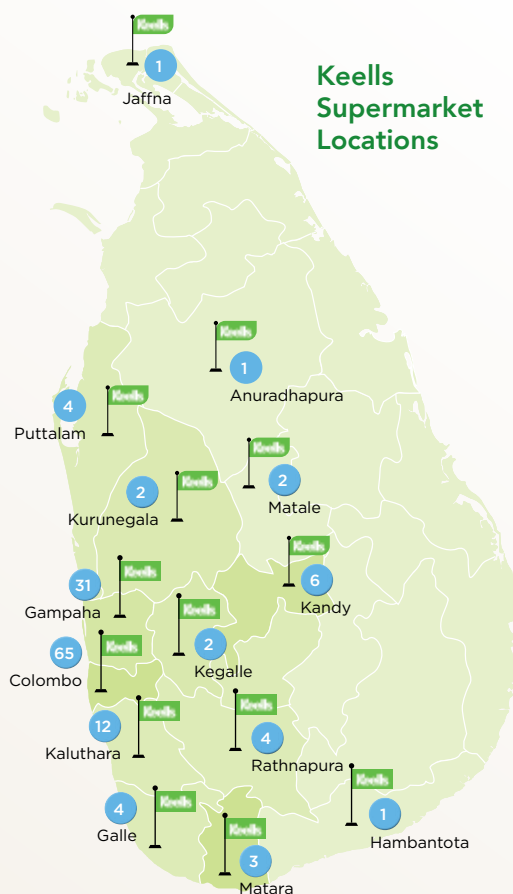 Keells
1
Jaffna
Keells
Supermarket
Locations
Keells
1
Anuradhapura
Keells
4
Puttalam
Keells
2
Matale
Keells
2
Kurunegala
Keells
6
Kandy
Keells
31
Gampaha
Keells
2
Kegalle
Keells
65
Colombo
Keells
12
Kaluthara
Keells
4
Rathnapura
Keells
1
Hambantota
Keells
4
Galle
Keells
3
Matara